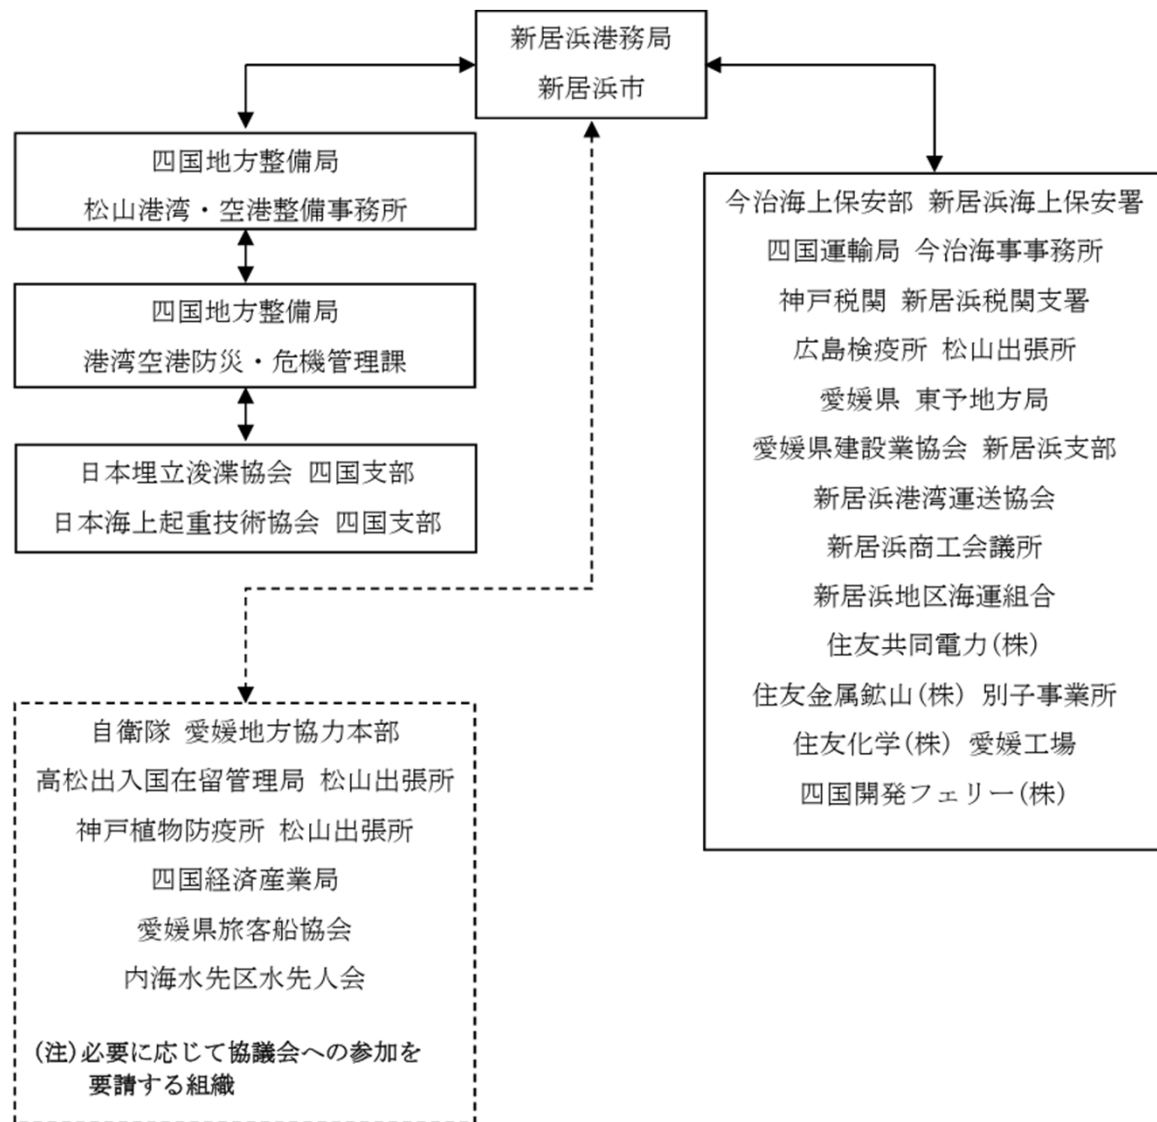 新居浜港務局
新居浜市
四国地方整備局
松山港湾・空港整備事務所
四国地方整備局
港湾空港防災・危機管理課
日本埋立浚渫協会 四国支部
日本海上起重技術協会 四国支部
自衛隊 愛媛地方協力本部
高松出入国在留管理局 松山出張所
神戸植物防疫所 松山出張所
四国経済産業局
愛媛県旅客船協会
内海水先区水先人会
(注)必要に応じて協議会への参加を
要請する組織
今治海上保安部 新居浜海上保安署
四国運輸局 今治海事事務所
神戸税関 新居浜税関支署
広島検疫所 松山出張所
愛媛県 東予地方局
愛媛県建設業協会 新居浜支部
新居浜港湾運送協会
新居浜商工会議所
新居浜地区海運組合
住友共同電力(株)
住友金属鉱山(株) 別子事業所
住友化学(株) 愛媛工場
四国開発フェリー(株)